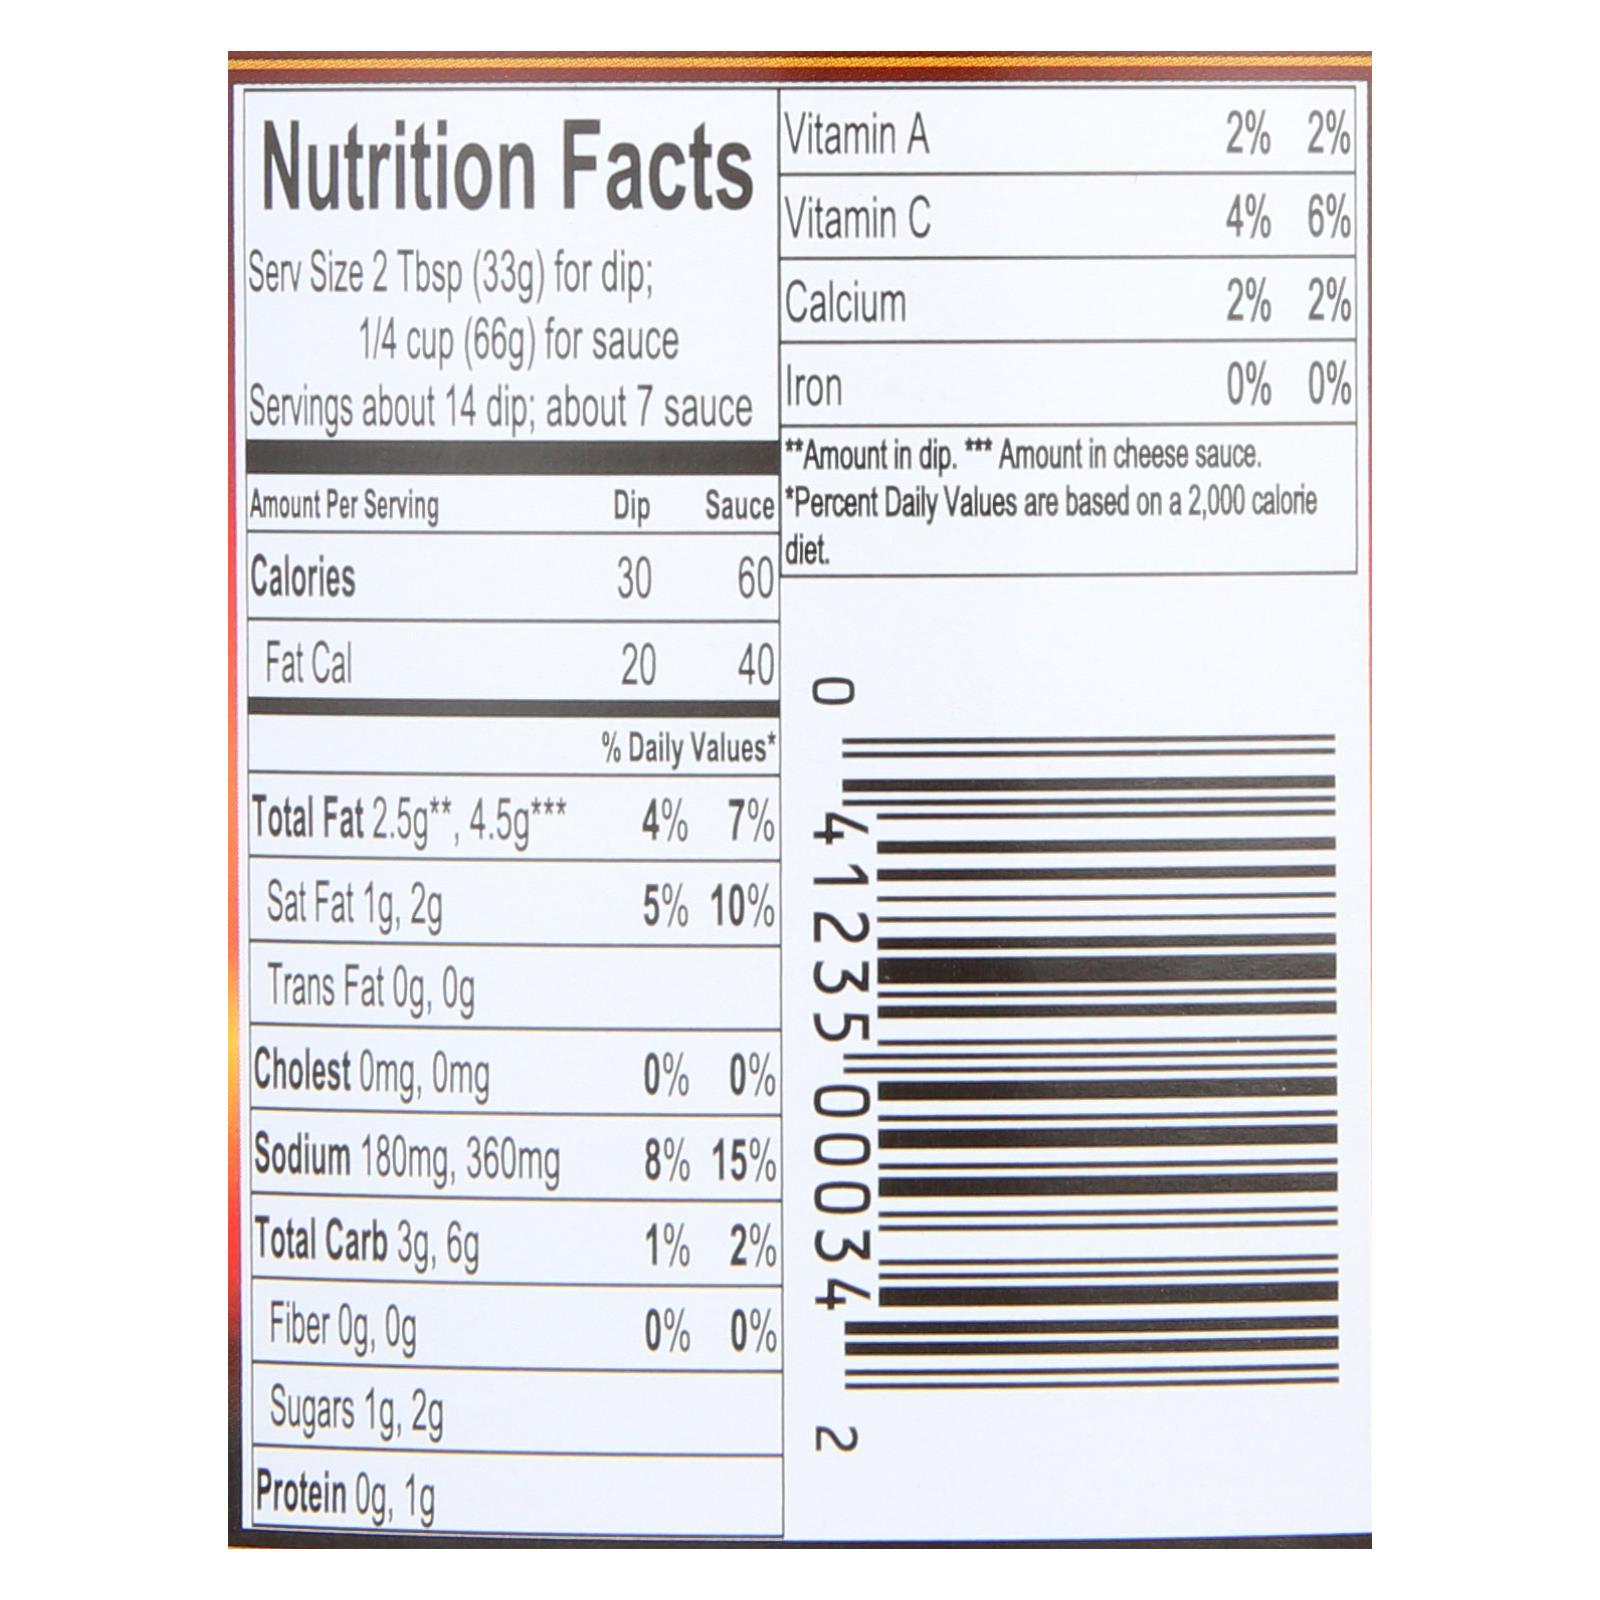 Nutrition Facts
Serv Size 2 Tbsp (33g) for dip;
1/4 cup (66g) for sauce
Servings about 14 dip; about 7 sauce
Amount Per Serving Dip Sauce
Calories 30 60
Fat Cal 20 40
% Daily Values*
Total Fat 2.5g**, 4.5g*** 4% 7%
Sat Fat 1g, 2g 5% 10%
Trans Fat 0g, 0g
Cholest 0mg, 0mg 0% 0%
Sodium 180mg, 360mg 8% 15%
Total Carb 3g, 6g 1% 2%
Fiber 0g, 0g 0% 0%
Sugars 1g, 2g
Protein 0g, 1g
Vitamin A 2% 2%
Vitamin C 4% 6%
Calcium 2% 2%
Iron 0% 0%
**Amount in dip. *** Amount in cheese sauce.
*Percent Daily Values are based on a 2,000 calorie
diet.
0 41235 00034 2